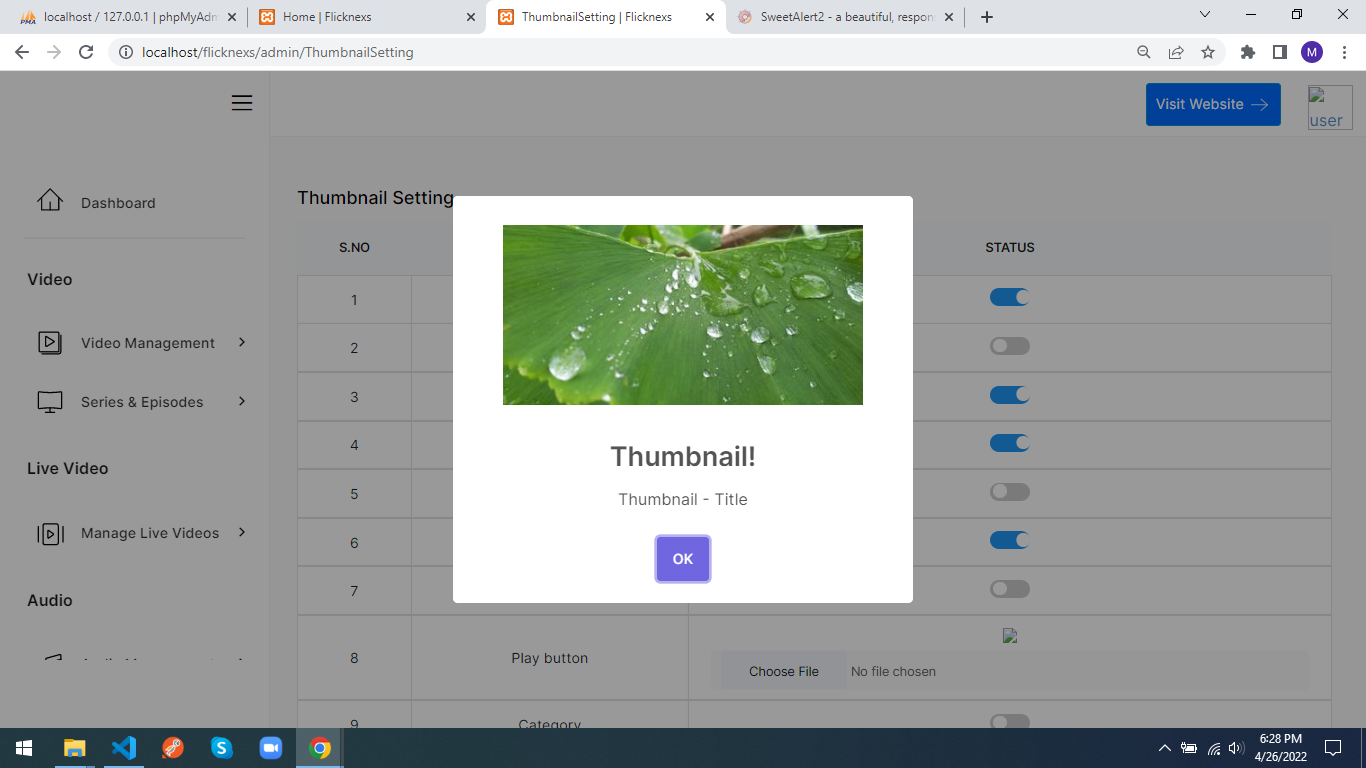 localhost / 127.0.0.1 | phpMyAdm
Home | Flicknexs
ThumbnailSetting | Flicknexs
SweetAlert2 - a beautiful, respons
localhost/flicknexs/admin/ThumbnailSetting
M
Visit Website
user
Dashboard
Video
Video Management
Series & Episodes
Live Video
Manage Live Videos
Audio
Thumbnail Setting
S.NO
STATUS
1
2
3
4
5
6
7
8
Play button
Choose File
No file chosen
9
Category
Thumbnail!
Thumbnail - Title
OK
6:28 PM
4/26/2022